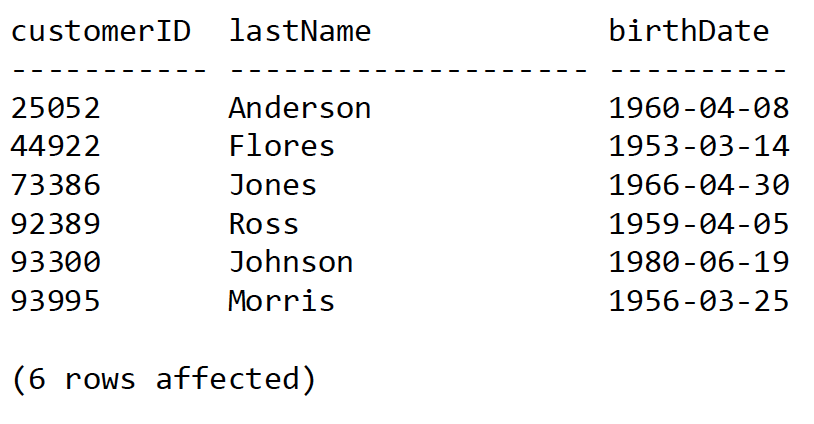 customerID  lastName             birthDate
----------- -------------------- ----------
25052       Anderson             1960-04-08
44922       Flores               1953-03-14
73386       Jones                1966-04-30
92389       Ross                 1959-04-05
93300       Johnson              1980-06-19
93995       Morris               1956-03-25
(6 rows affected)